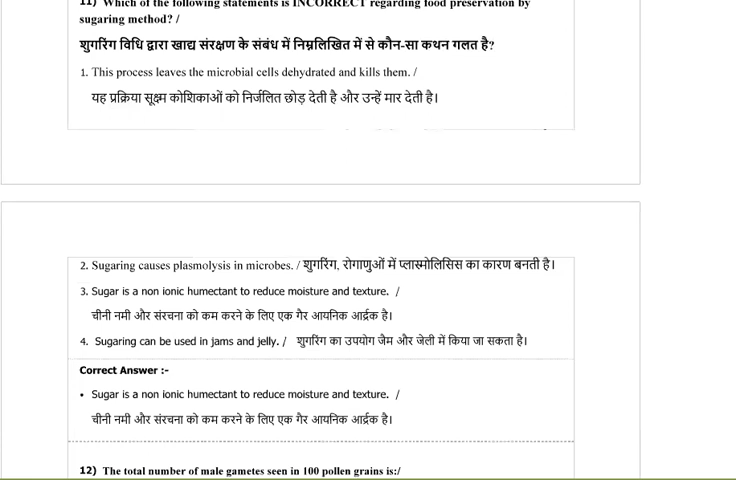 11) Which of the following statements is INCORRECT regarding food preservation by
sugaring method? /
शुगरिंग विधि द्वारा खाद्य संरक्षण के संबंध में निम्नलिखित में से कौन-सा कथन गलत है?
1. This process leaves the microbial cells dehydrated and kills them. /
यह प्रक्रिया सूक्ष्म कोशिकाओं को निर्जलित छोड़ देती है और उन्हें मार देती है।
2. Sugaring causes plasmolysis in microbes. / शुगरिंग, रोगाणुओं में प्लास्मोलिसिस का कारण बनती है।
3. Sugar is a non ionic humectant to reduce moisture and texture. /
चीनी नमी और संरचना को कम करने के लिए एक गैर आयनिक आर्द्रक है।
4. Sugaring can be used in jams and jelly. / शुगरिंग का उपयोग जैम और जेली में किया जा सकता है।
Correct Answer :-
• Sugar is a non ionic humectant to reduce moisture and texture. /
चीनी नमी और संरचना को कम करने के लिए एक गैर आयनिक आर्द्रक है।
12) The total number of male gametes seen in 100 pollen grains is:/